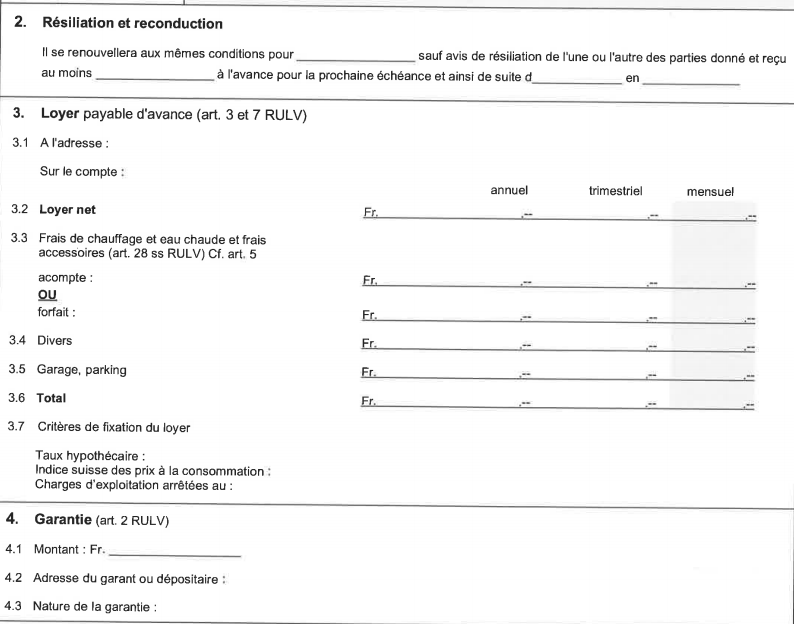 2. Résiliation et reconduction
Il se renouvellera aux mêmes conditions pour ________________ sauf avis de résiliation de l'une ou l'autre des parties donné et reçu
au moins ________________ à l'avance pour la prochaine échéance et ainsi de suite d____________ en ____________
3. Loyer payable d'avance (art. 3 et 7 RULV)
3.1 A l'adresse :
Sur le compte :
annuel trimestriel mensuel
3.2 Loyer net Fr. .-- .-- .--
3.3 Frais de chauffage et eau chaude et frais
accessoires (art. 28 ss RULV) Cf. art. 5
acompte : Fr. .-- .-- .--
OU
forfait : Fr. .-- .-- .--
3.4 Divers Fr. .-- .-- .--
3.5 Garage, parking Fr. .-- .-- .--
3.6 Total Fr. .-- .-- .--
3.7 Critères de fixation du loyer
Taux hypothécaire :
Indice suisse des prix à la consommation :
Charges d'exploitation arrêtées au :
4. Garantie (art. 2 RULV)
4.1 Montant : Fr. ________________
4.2 Adresse du garant ou dépositaire :
4.3 Nature de la garantie :